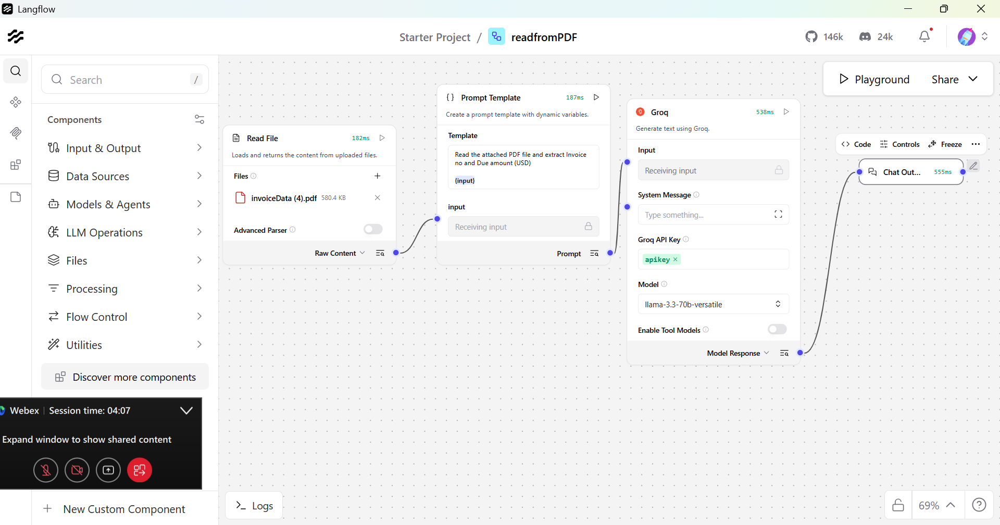 Langflow
Starter Project / readfromPDF
146k
24k
Search /
Components
Input & Output
Data Sources
Models & Agents
LLM Operations
Files
Processing
Flow Control
Utilities
Discover more components
Webex | Session time: 04:07
Expand window to show shared content
New Custom Component
Read File 182ms
Loads and returns the content from uploaded files.
Files
invoiceData (4).pdf 580.4 KB
Advanced Parser
Raw Content
{} Prompt Template 187ms
Create a prompt template with dynamic variables.
Template
Read the attached PDF file and extract Invoice
no and Due amount (USD)
{input}
input
Receiving input
Prompt
Groq 538ms
Generate text using Groq.
Input
Receiving input
System Message
Type something...
Groq API Key
apikey ×
Model
llama-3.3-70b-versatile
Enable Tool Models
Model Response
Playground Share
Code Controls Freeze ...
Chat Out... 555ms
Logs
69%